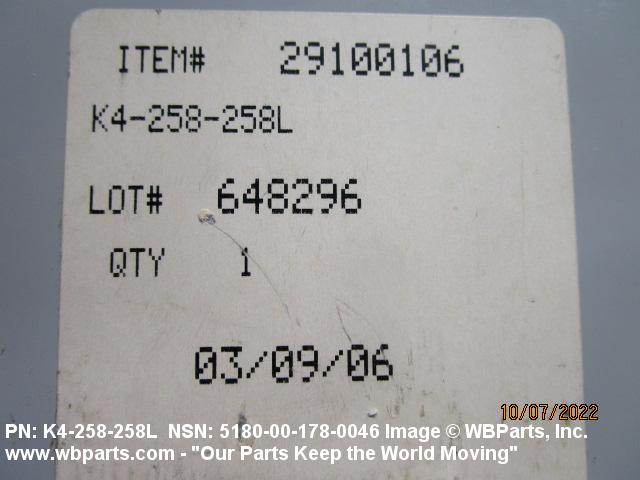 ITEM# 29100106
K4-258-258L
LOT# 648296
QTY 1
03/09/06
10/07/2022
PN: K4-258-258L NSN: 5180-00-178-0046 Image © WBParts, Inc.
www.wbparts.com - "Our Parts Keep the World Moving"